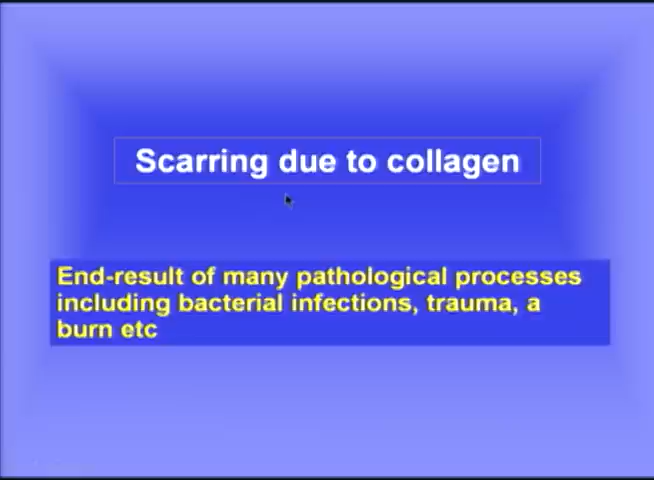 Scarring due to collagen
End-result of many pathological processes
including bacterial infections, trauma, a
burn etc